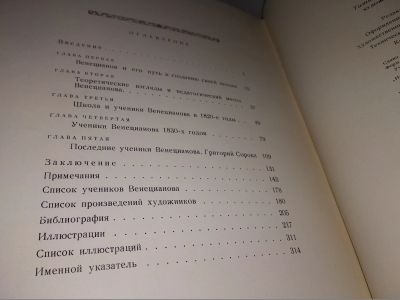 ОГЛАВЛЕНИЕ
Введение
ГЛАВА ПЕРВАЯ
Венецианов и его путь к созданию своей школы
ГЛАВА ВТОРАЯ
Теоретические взгляды и педагогический метод
Венецианова.
ГЛАВА ТРЕТЬЯ
Школа и ученики Венецианова в 1820-е годы
ГЛАВА ЧЕТВЕРТАЯ
Ученики Венецианова 1830-х годов 79
ГЛАВА ПЯТАЯ
Последние ученики Венецианова. Григорий Сорока 109
Заключение 131
Примечания 142
Список учеников Венецианова 178
Список произведений художников 180
Библиография 205
Иллюстрации 217
Список иллюстраций 311
Именной указатель 314